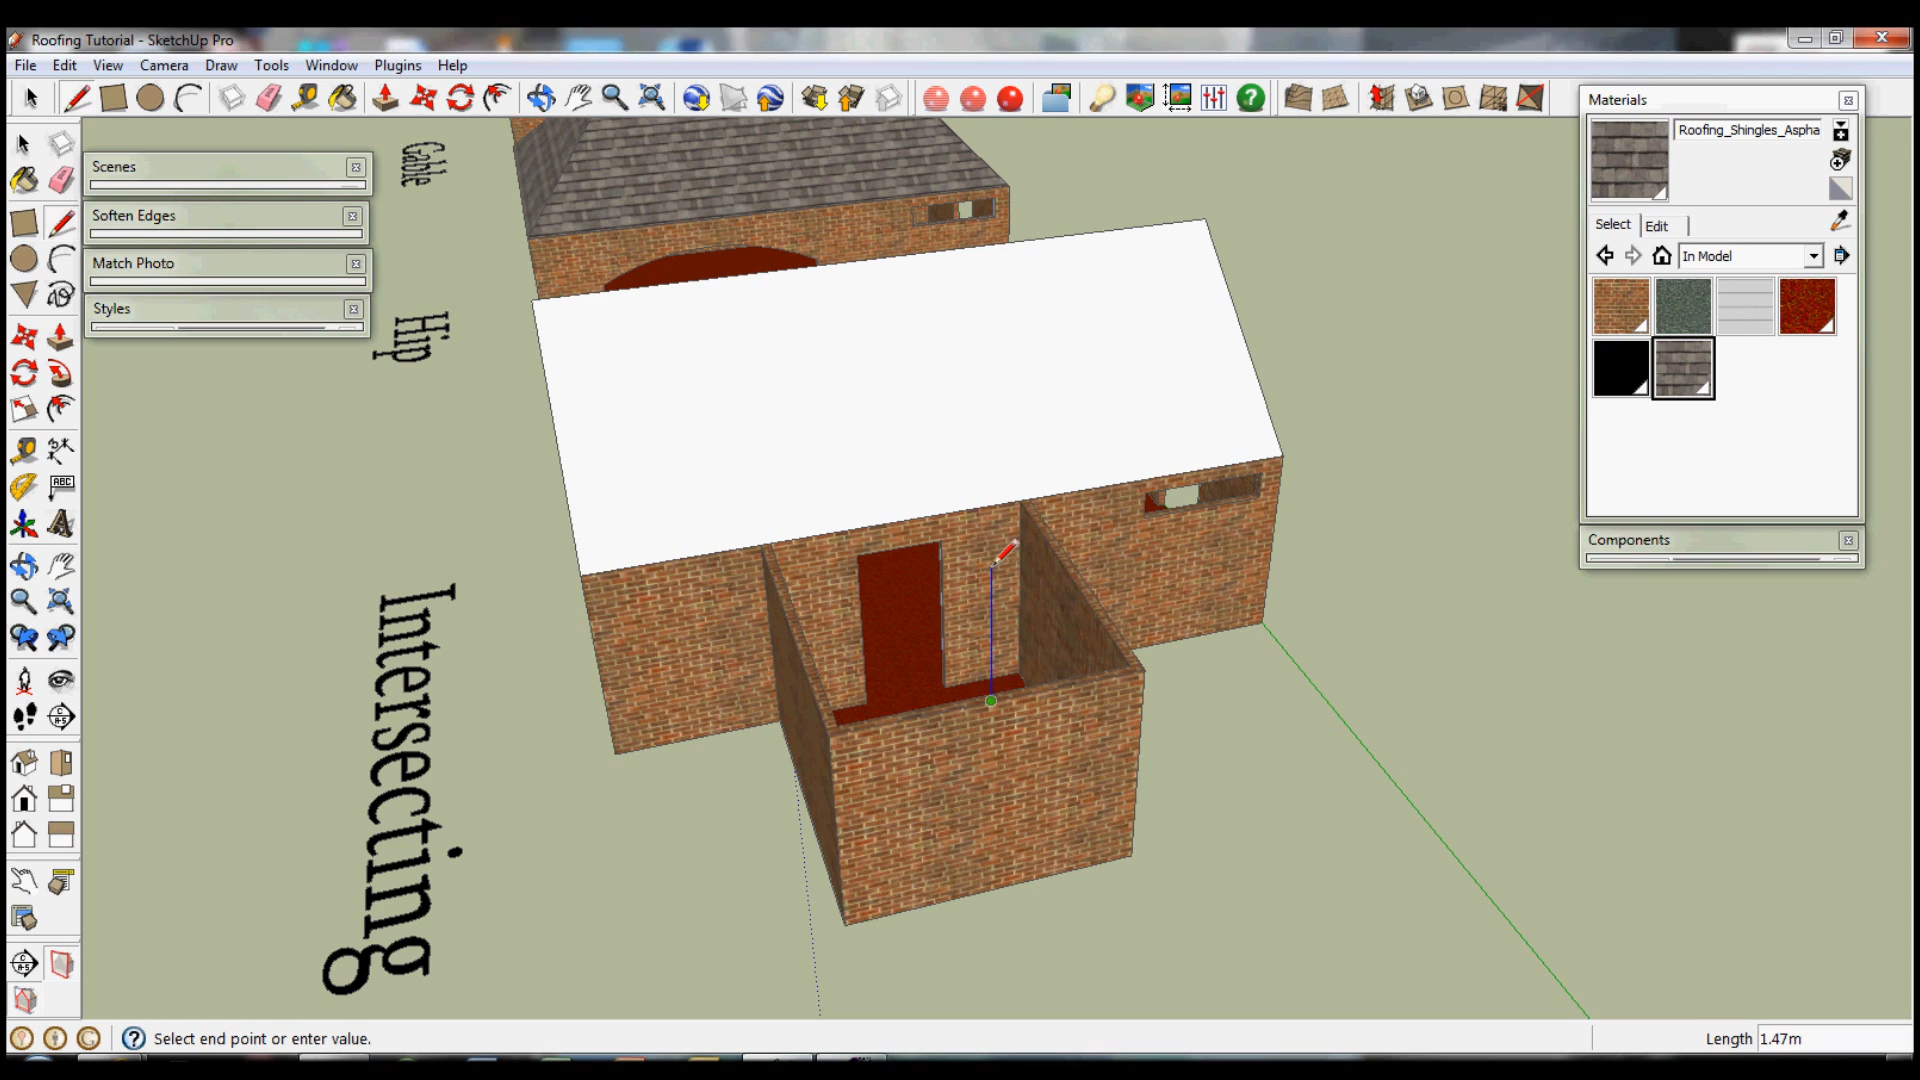 Roofing Tutorial - SketchUp Pro
File Edit View Camera Draw Tools Window Plugins Help
Materials
Roofing_Shingles_Aspha
Scenes
Soften Edges
Match Photo
Styles
Select Edit
In Model
ABC
Components
Gable
Hip
Intersecting
Select end point or enter value.
Length 1.47m